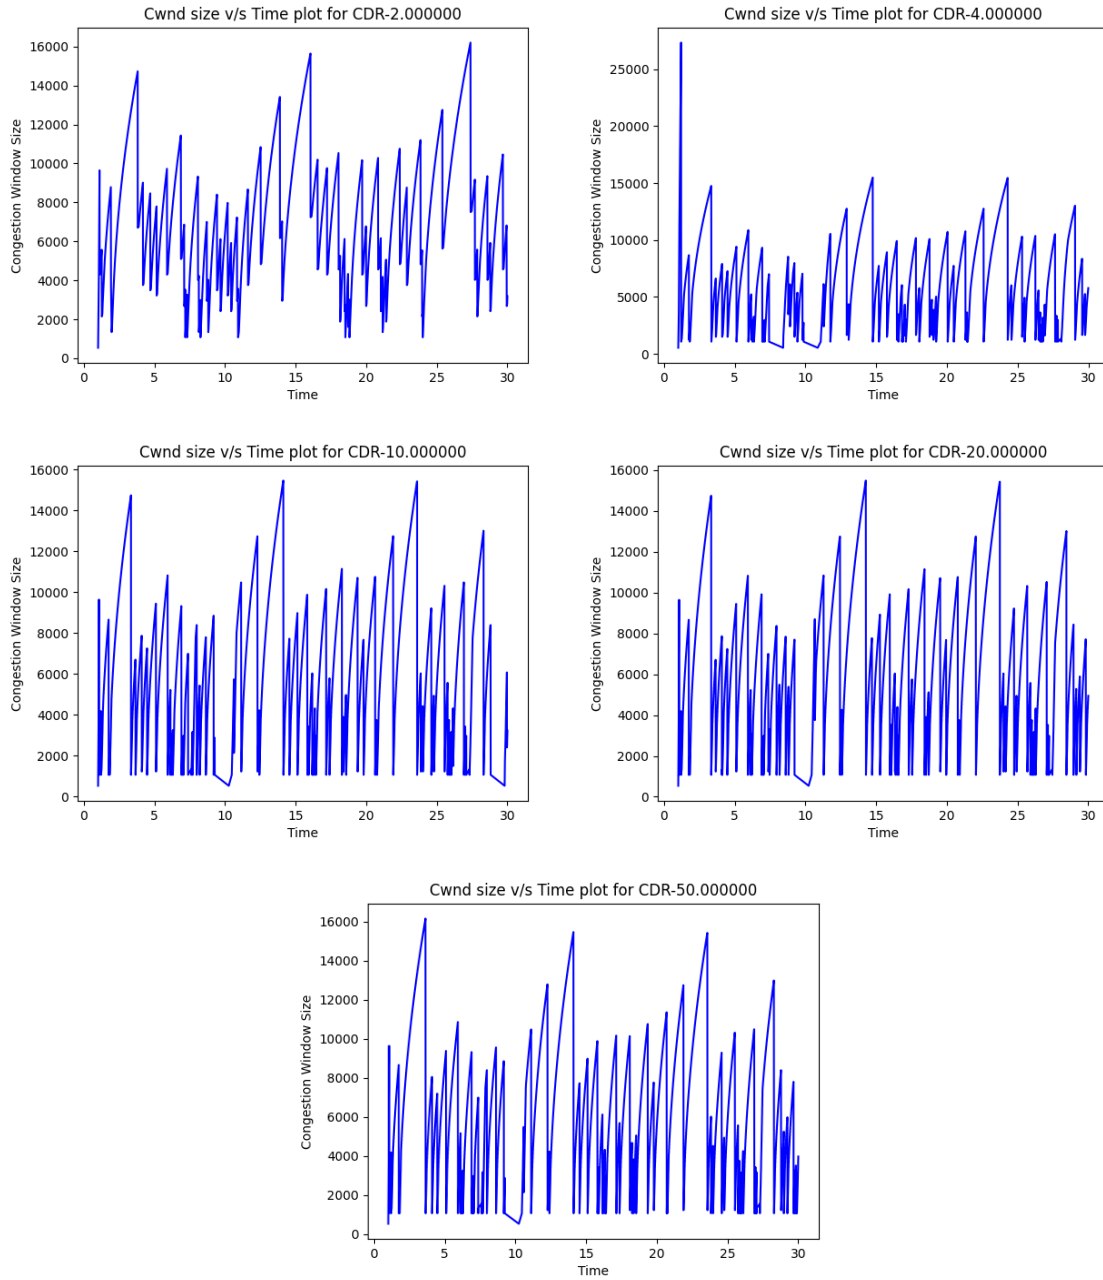 Cwnd size v/s Time plot for CDR-2.000000
16000
14000
12000
10000
8000
6000
4000
2000
0
Congestion Window Size
0 5 10 15 20 25 30
Time
Cwnd size v/s Time plot for CDR-4.000000
25000
20000
15000
10000
5000
0
Congestion Window Size
0 5 10 15 20 25 30
Time
Cwnd size v/s Time plot for CDR-10.000000
16000
14000
12000
10000
8000
6000
4000
2000
0
Congestion Window Size
0 5 10 15 20 25 30
Time
Cwnd size v/s Time plot for CDR-20.000000
16000
14000
12000
10000
8000
6000
4000
2000
0
Congestion Window Size
0 5 10 15 20 25 30
Time
Cwnd size v/s Time plot for CDR-50.000000
16000
14000
12000
10000
8000
6000
4000
2000
0
Congestion Window Size
0 5 10 15 20 25 30
Time